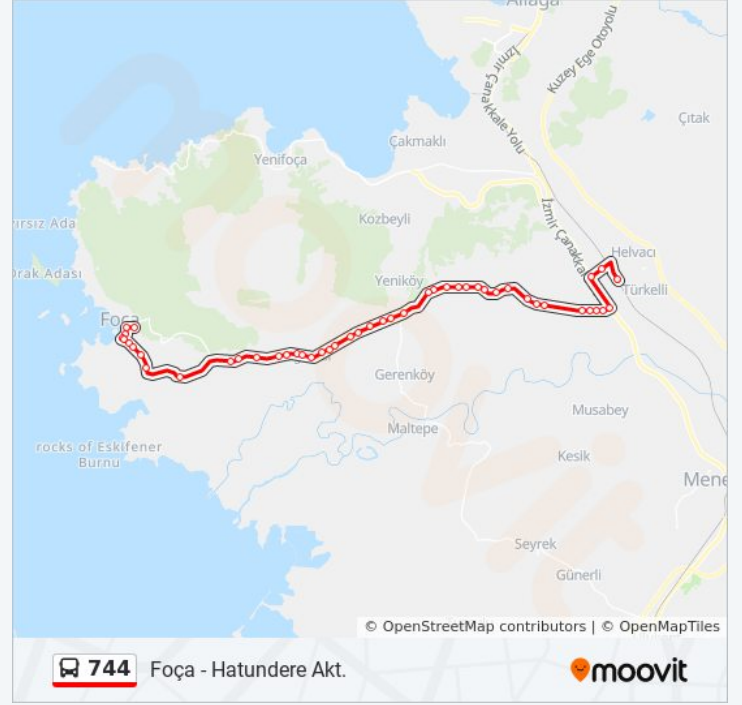 Aliağa
Kuzey Ege Otoyolu
İzmir Çanakkale Yolu
Çıtak
Çakmaklı
Yenifoça
Kozbeyli
İzmir Çanakkal
ırsız Ada
Helvacı
Orak Adası
Yeniköy
Türkelli
Foça
Gerenköy
Musabey
Maltepe
rocks of Eskifener
Burnu
Kesik
Mene
Seyrek
Günerli
© OpenStreetMap contributors | © OpenMapTiles
744 Foça - Hatundere Akt.
moovit